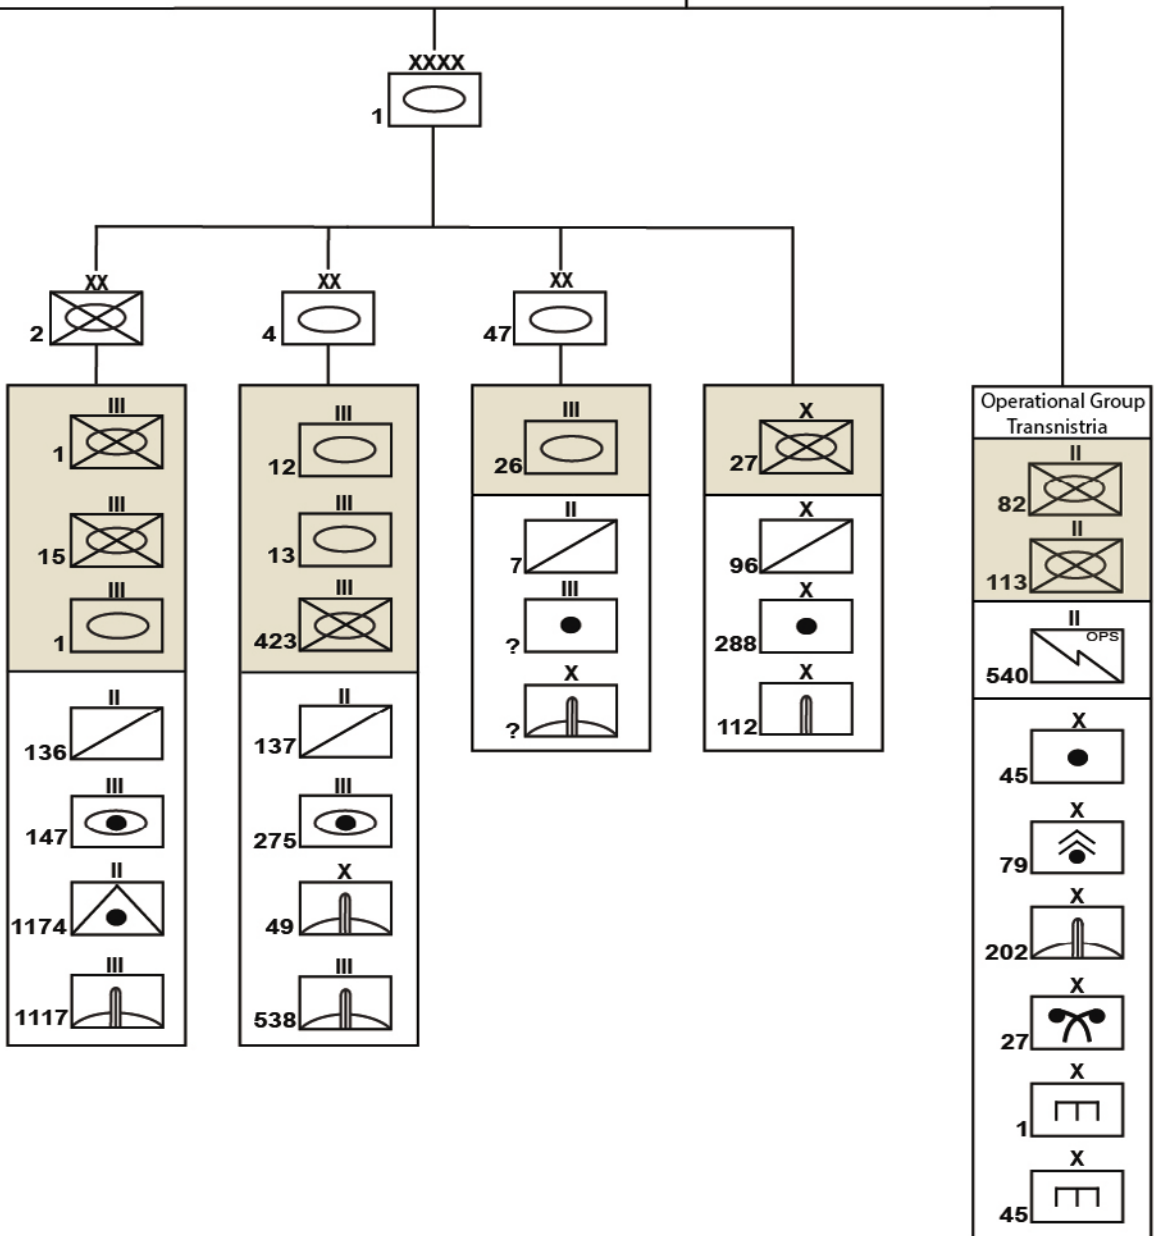 XXXX
1
XX
2
XX
4
XX
47
III
1
III
15
III
1
II
136
III
147
II
1174
III
1117
III
12
III
13
III
423
II
137
III
275
X
49
III
538
III
26
II
7
III
?
X
?
X
27
X
96
X
288
X
112
Operational Group
Transnistria
II
82
II
113
II
OPS
540
X
45
X
79
X
202
X
27
X
1
X
45